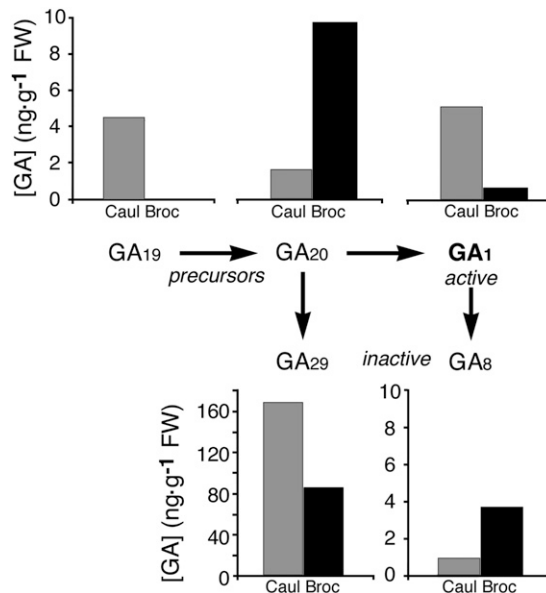 [GA] (ng·g-1 FW)
10
8
6
4
2
0
Caul Broc
Caul Broc
Caul Broc
GA19
GA20
GA1
precursors
active
GA29
inactive
GA8
[GA] (ng·g-1 FW)
160
120
80
40
0
Caul Broc
10
8
6
4
2
0
Caul Broc